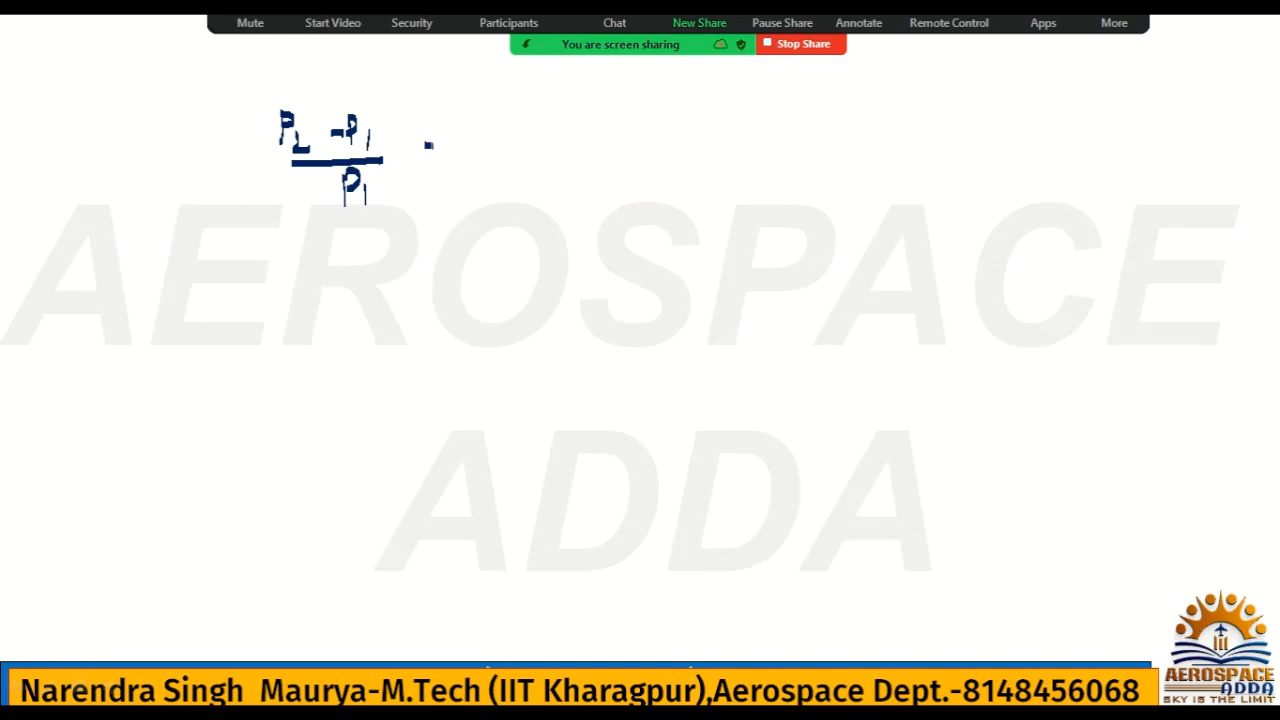 Mute Start Video Security Participants Chat New Share Pause Share Annotate Remote Control Apps More
You are screen sharing Stop Share
P2 -P1
P1
AEROSPACE
ADDA
Narendra Singh Maurya-M.Tech (IIT Kharagpur),Aerospace Dept.-8148456068
AEROSPACE
ADDA
SKY IS THE LIMIT